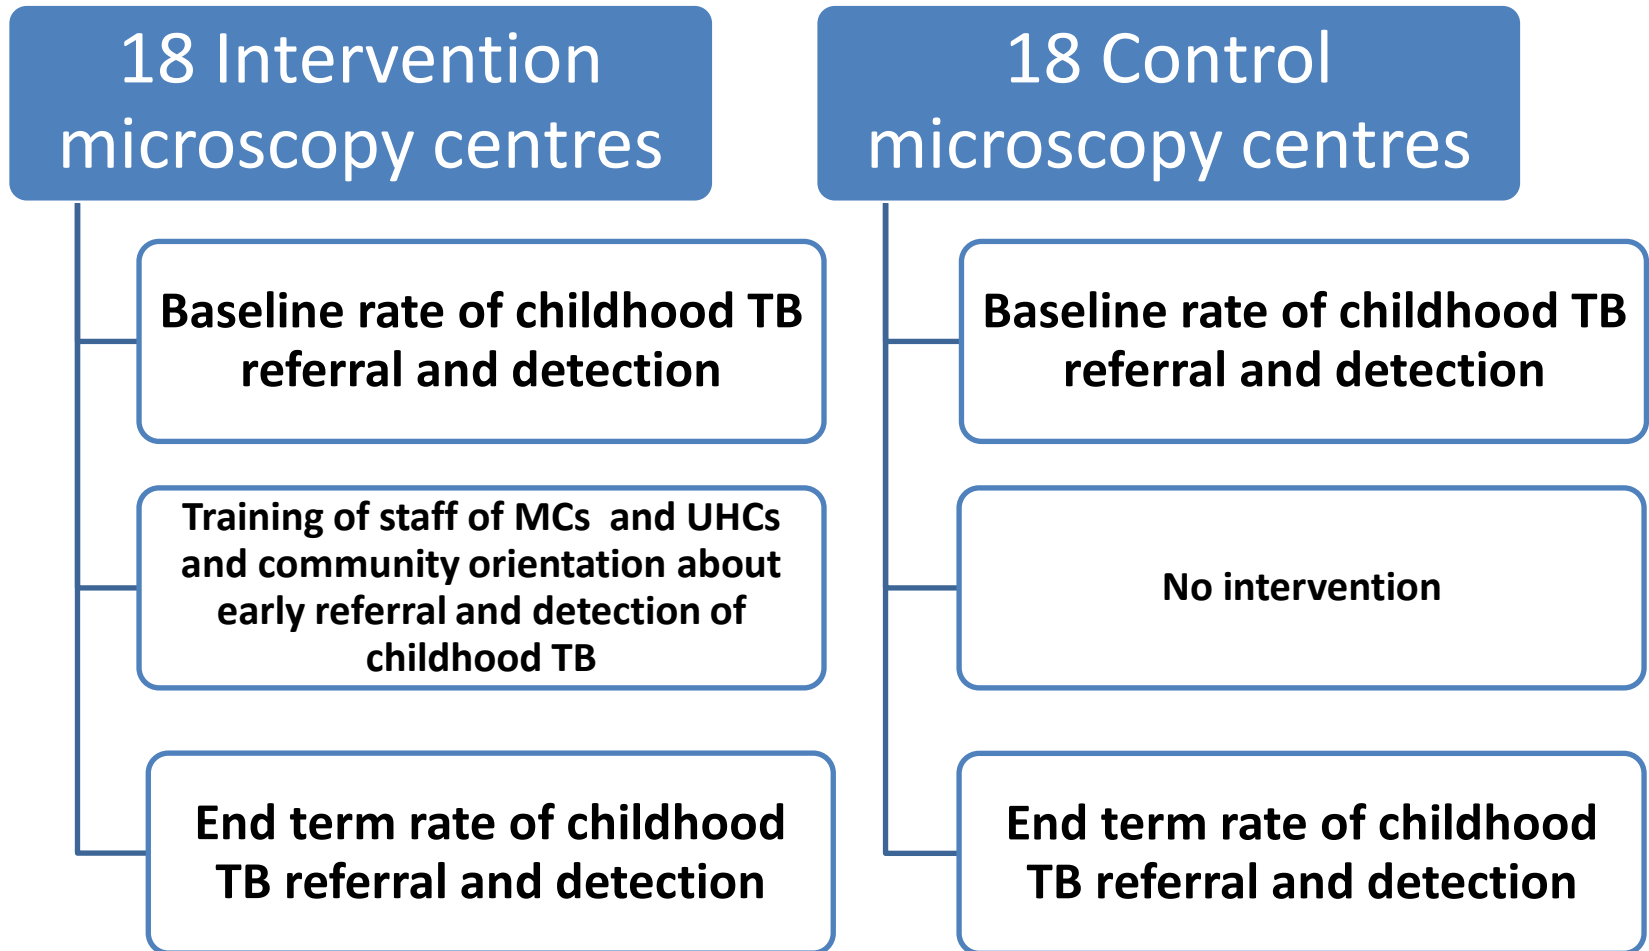 18 Intervention
microscopy centres
Baseline rate of childhood TB
referral and detection
Training of staff of MCs and UHCs
and community orientation about
early referral and detection of
childhood TB
End term rate of childhood
TB referral and detection
18 Control
microscopy centres
Baseline rate of childhood TB
referral and detection
No intervention
End term rate of childhood
TB referral and detection